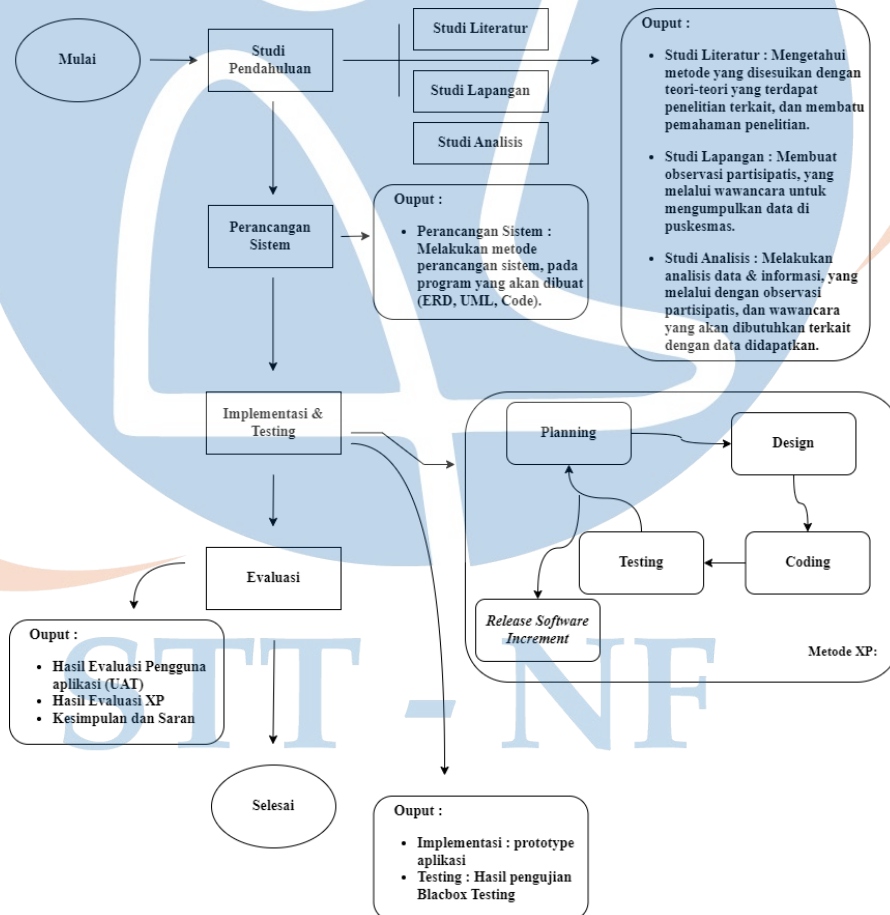 Mulai
Studi
Pendahuluan
Studi Literatur
Studi Lapangan
Studi Analisis
Ouput :
• Studi Literatur : Mengetahui
metode yang disesuikan dengan
teori-teori yang terdapat
penelitian terkait, dan membatu
pemahaman penelitian.
• Studi Lapangan : Membuat
observasi partisipatis, yang
melalui wawancara untuk
mengumpulkan data di
puskesmas.
• Studi Analisis : Melakukan
analisis data & informasi, yang
melalui dengan observasi
partisipatis, dan wawancara
yang akan dibutuhkan terkait
dengan data didapatkan.
Perancangan
Sistem
Ouput :
• Perancangan Sistem :
Melakukan metode
perancangan sistem, pada
program yang akan dibuat
(ERD, UML, Code).
Implementasi &
Testing
Planning
Design
Testing
Coding
Release Software
Increment
Metode XP:
Evaluasi
Ouput :
• Hasil Evaluasi Pengguna
aplikasi (UAT)
• Hasil Evaluasi XP
• Kesimpulan dan Saran
STT - NF
Selesai
Ouput :
• Implementasi : prototype
aplikasi
• Testing : Hasil pengujian
Blacbox Testing